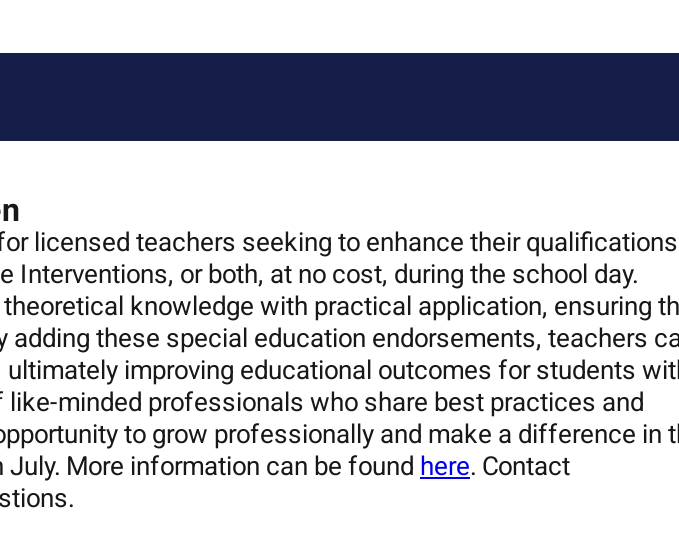 n
for licensed teachers seeking to enhance their qualifications
e Interventions, or both, at no cost, during the school day.
theoretical knowledge with practical application, ensuring th
y adding these special education endorsements, teachers ca
ultimately improving educational outcomes for students wit
f like-minded professionals who share best practices and
opportunity to grow professionally and make a difference in t
July. More information can be found here. Contact
stions.